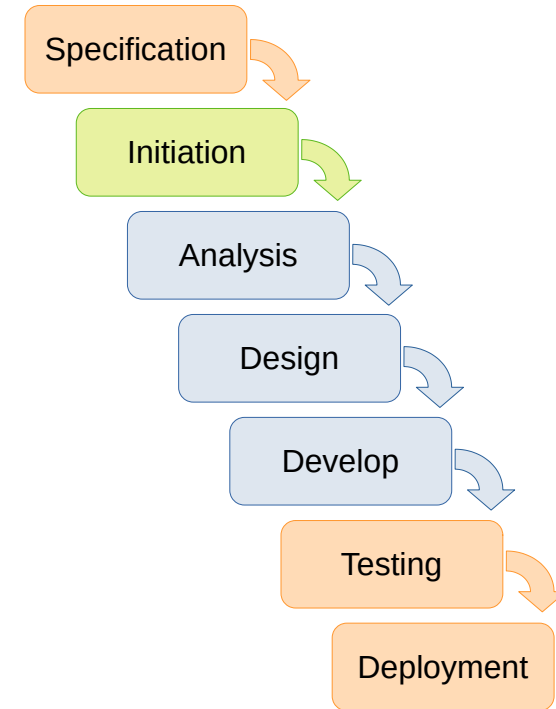 Specification
Initiation
Analysis
Design
Develop
Testing
Deployment